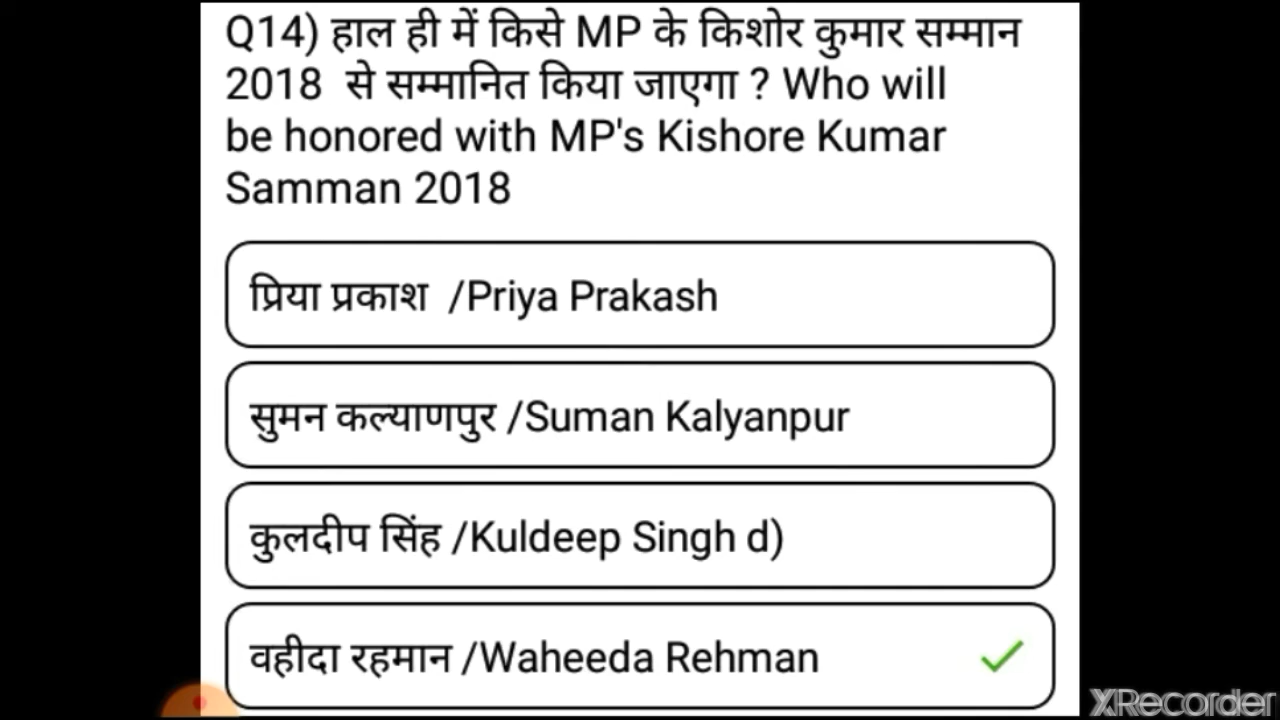 Q14) हाल ही में किसे MP के किशोर कुमार सम्मान
2018 से सम्मानित किया जाएगा ? Who will
be honored with MP's Kishore Kumar
Samman 2018
प्रिया प्रकाश /Priya Prakash
सुमन कल्याणपुर /Suman Kalyanpur
कुलदीप सिंह /Kuldeep Singh d)
वहीदा रहमान /Waheeda Rehman
XRecorder